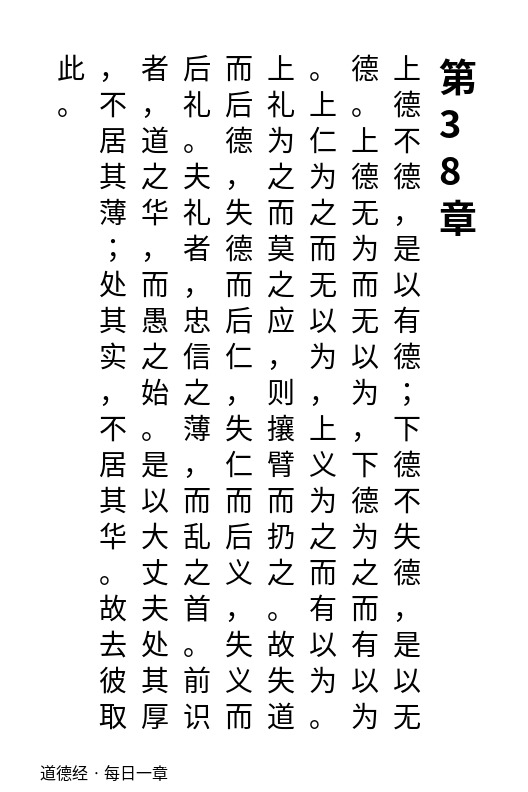 第38章
上德不德，是以有德；下德不失德，是以无
德。上德无为而无以为，下德为之而有以为
。上仁为之而无以为，上义为之而有以为。
上礼为之而莫之应，则攘臂而扔之。故失道
而后德，失德而后仁，失仁而后义，失义而
后礼。夫礼者，忠信之薄，而乱之首。前识
者，道之华，而愚之始。是以大丈夫处其厚
，不居其薄；处其实，不居其华。故去彼取
此。
道德经 · 每日一章